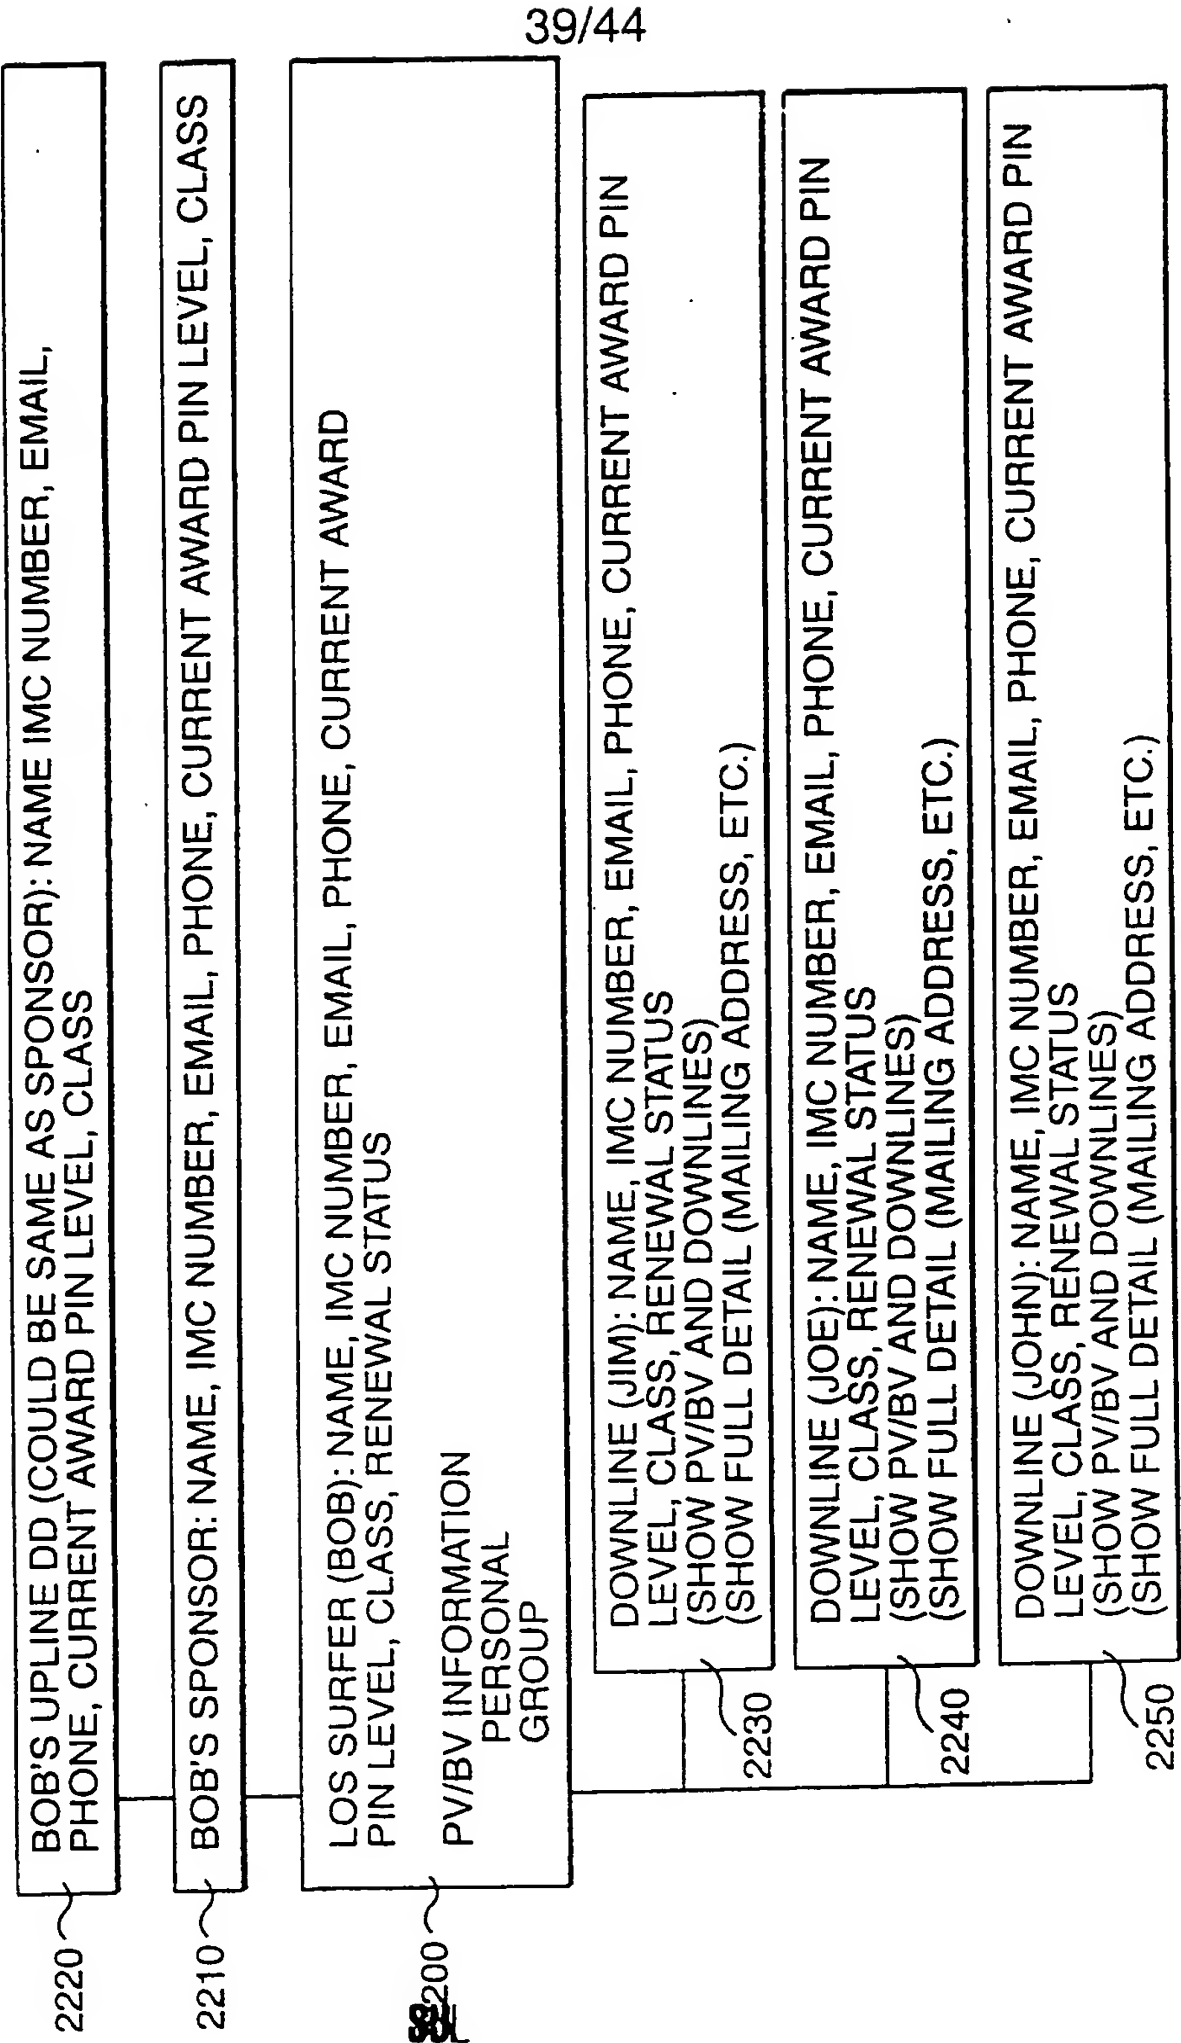 39/44
2220
BOB'S UPLINE DD (COULD BE SAME AS SPONSOR): NAME IMC NUMBER, EMAIL,
PHONE, CURRENT AWARD PIN LEVEL, CLASS
2210
BOB'S SPONSOR: NAME, IMC NUMBER, EMAIL, PHONE, CURRENT AWARD PIN LEVEL, CLASS
LOS SURFER (BOB): NAME, IMC NUMBER, EMAIL, PHONE, CURRENT AWARD
PIN LEVEL, CLASS, RENEWAL STATUS
PV/BV INFORMATION
PERSONAL
GROUP
2230
DOWNLINE (JIM): NAME, IMC NUMBER, EMAIL, PHONE, CURRENT AWARD PIN
LEVEL, CLASS, RENEWAL STATUS
(SHOW PV/BV AND DOWNLINES)
(SHOW FULL DETAIL (MAILING ADDRESS, ETC.)
2240
DOWNLINE (JOE): NAME, IMC NUMBER, EMAIL, PHONE, CURRENT AWARD PIN
LEVEL, CLASS, RENEWAL STATUS
(SHOW PV/BV AND DOWNLINES)
(SHOW FULL DETAIL (MAILING ADDRESS, ETC.)
2250
DOWNLINE (JOHN): NAME, IMC NUMBER, EMAIL, PHONE, CURRENT AWARD PIN
LEVEL, CLASS, RENEWAL STATUS
(SHOW PV/BV AND DOWNLINES)
(SHOW FULL DETAIL (MAILING ADDRESS, ETC.)